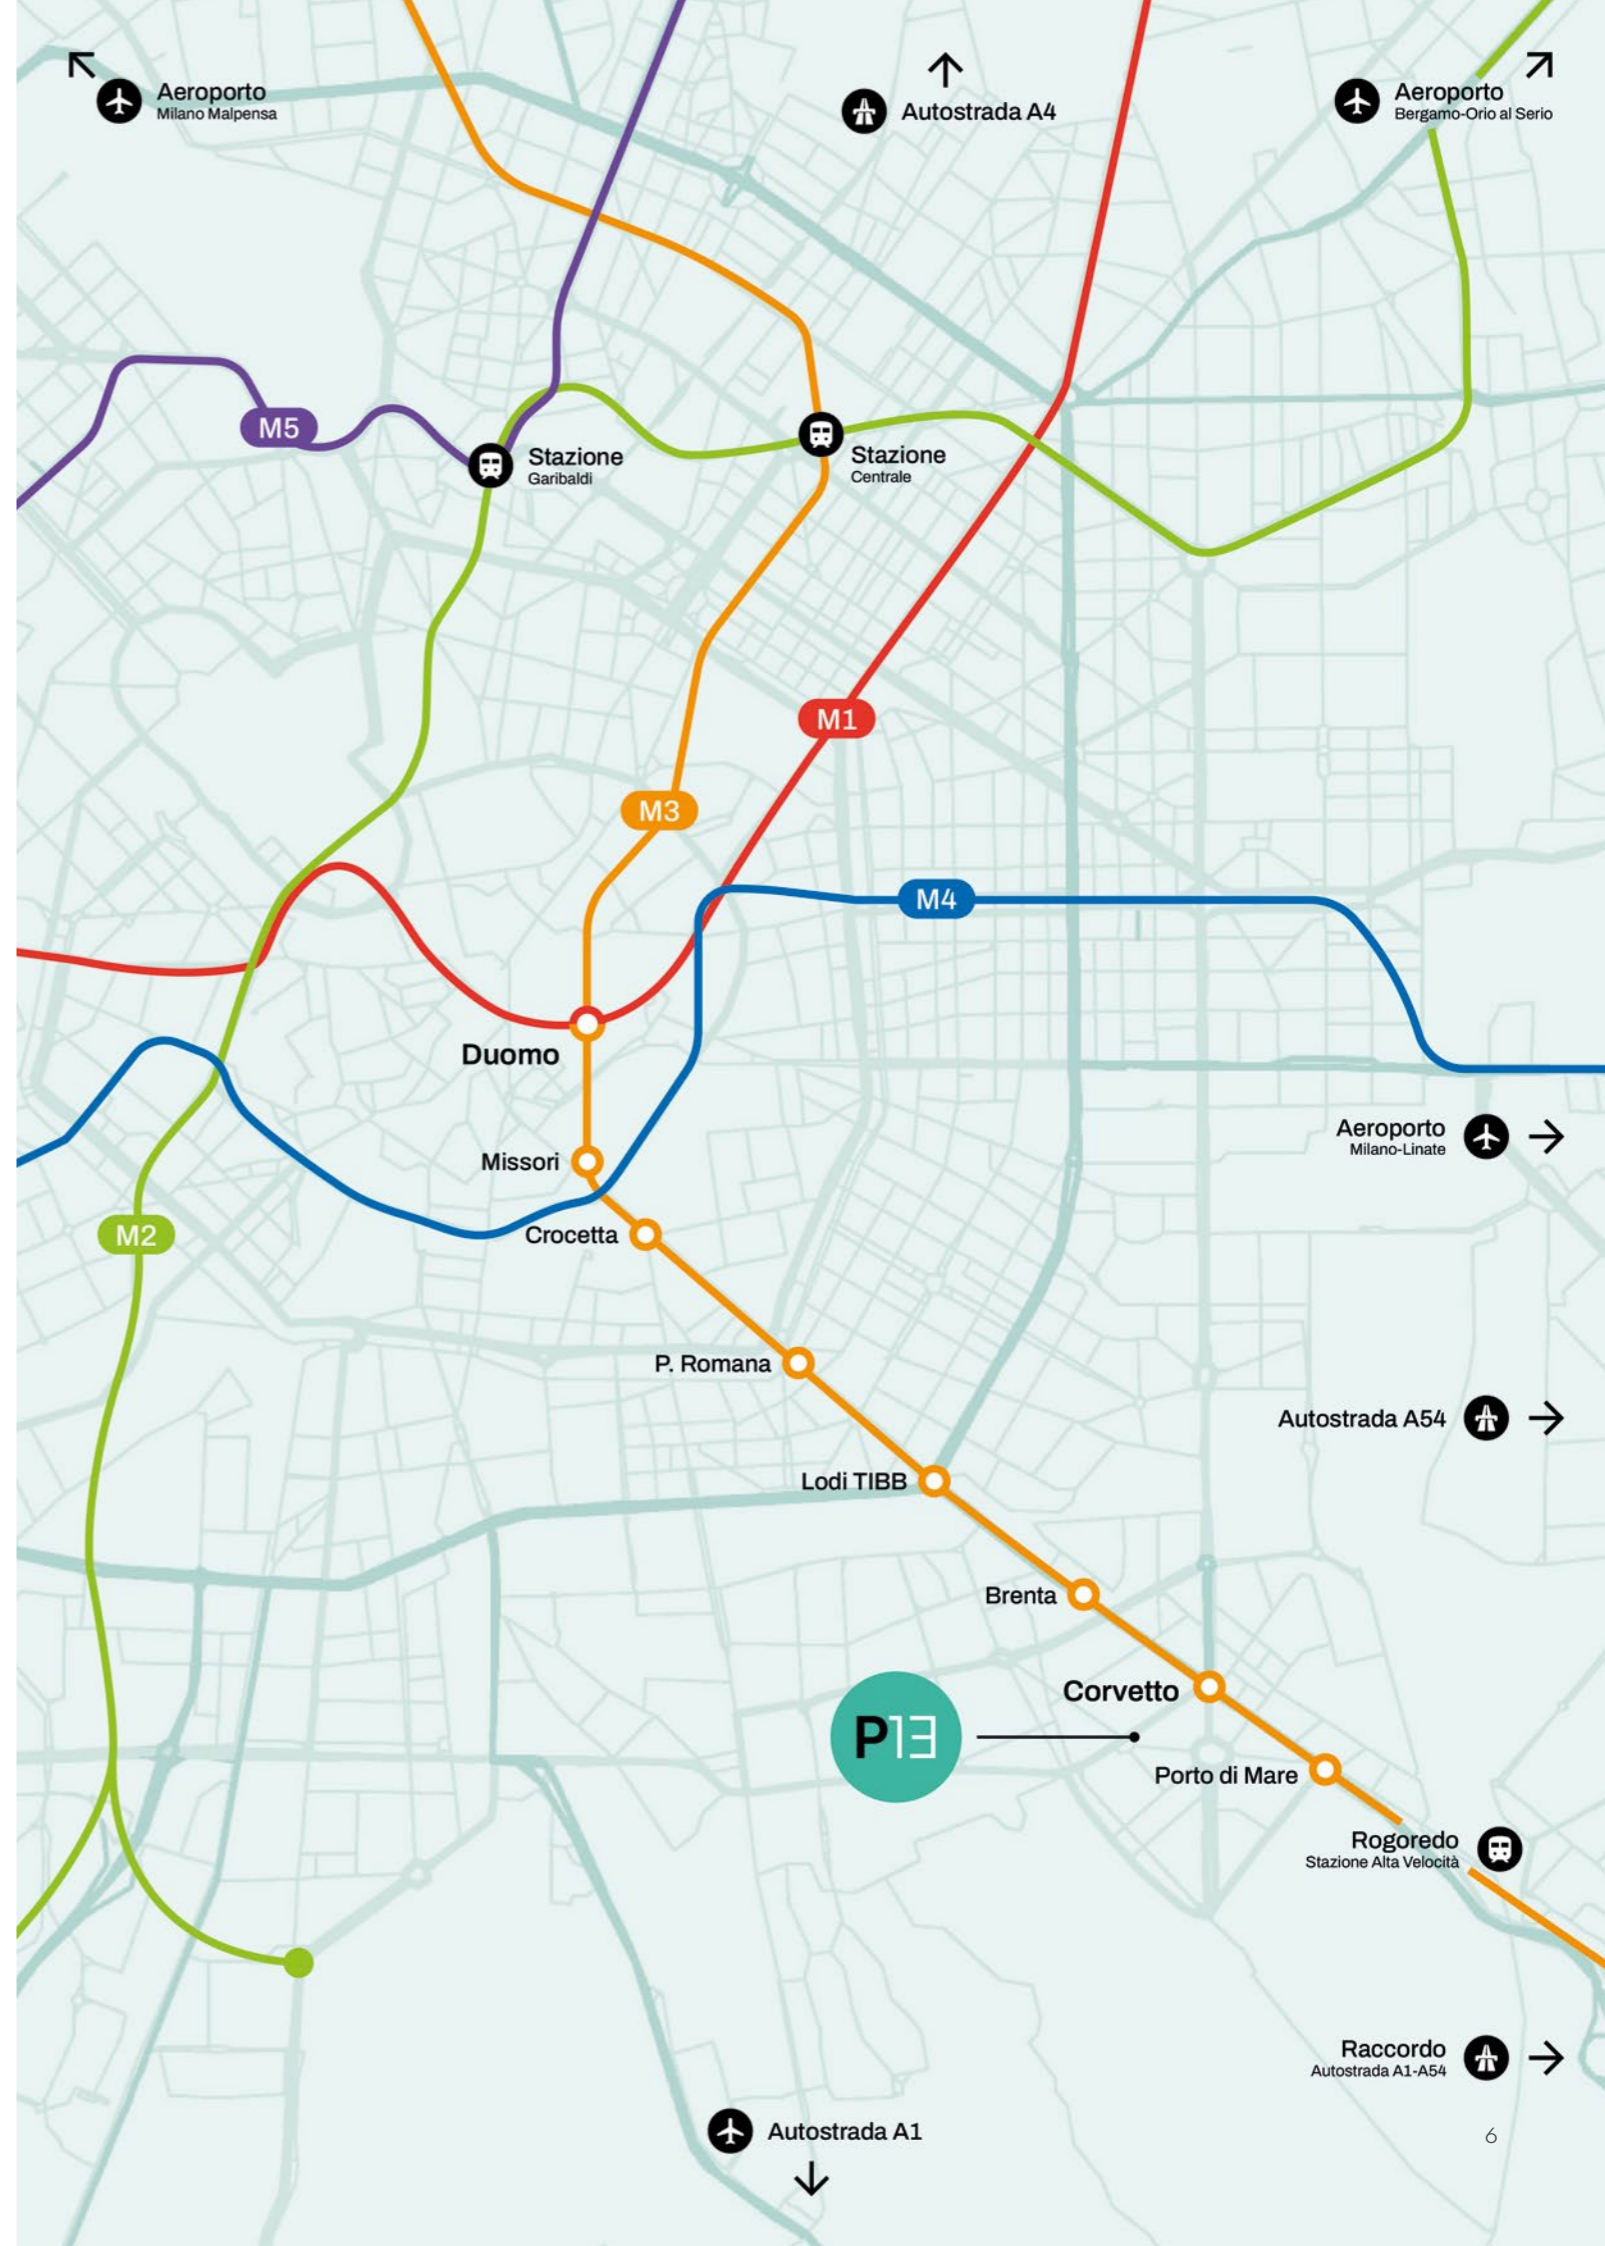 Aeroporto
Milano Malpensa
Autostrada A4
Aeroporto
Bergamo-Orio al Serio
M5
Stazione
Garibaldi
Stazione
Centrale
M1
M3
M4
Duomo
Aeroporto
Milano-Linate
Missori
M2
Crocetta
P. Romana
Autostrada A54
Lodi TIBB
Brenta
Corvetto
P13
Porto di Mare
Rogoredo
Stazione Alta Velocità
Raccordo
Autostrada A1-A54
Autostrada A1
6